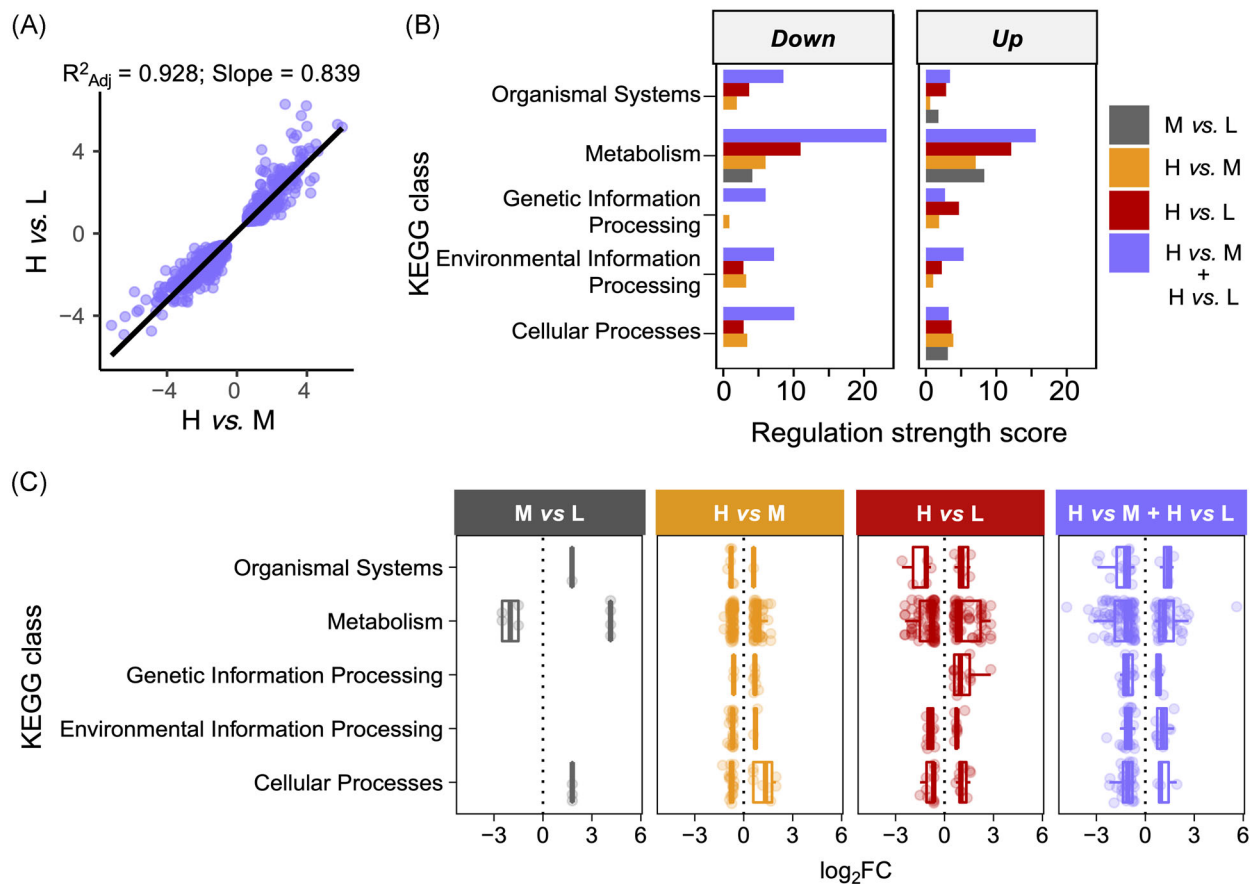 (A)
R²Adj = 0.928; Slope = 0.839
H vs. L
4
0
−4
−4 0 4
H vs. M
(B)
Down Up
KEGG class
Organismal Systems
Metabolism
Genetic Information
Processing
Environmental Information
Processing
Cellular Processes
0 10 20 0 10 20
Regulation strength score
M vs. L
H vs. M
H vs. L
H vs. M
+
H vs. L
(C)
M vs L H vs M H vs L H vs M + H vs L
KEGG class
Organismal Systems
Metabolism
Genetic Information Processing
Environmental Information Processing
Cellular Processes
−3 0 3 6 −3 0 3 6 −3 0 3 6 −3 0 3 6
log₂FC